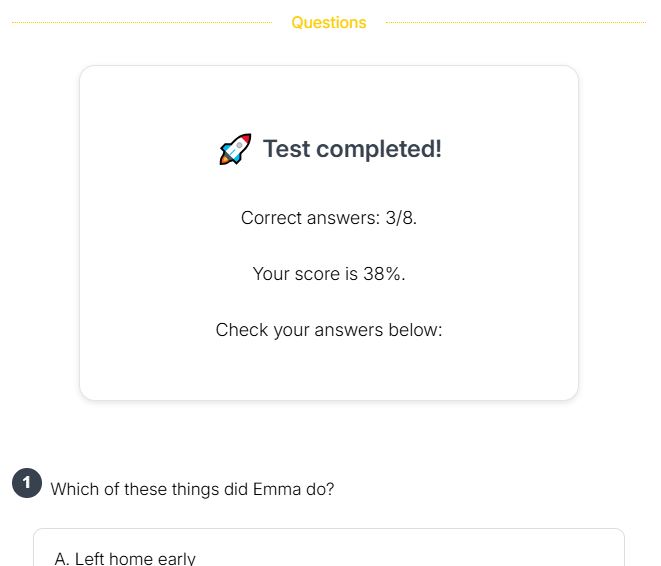 Questions
Test completed!
Correct answers: 3/8.
Your score is 38%.
Check your answers below:
1 Which of these things did Emma do?
A. Left home early